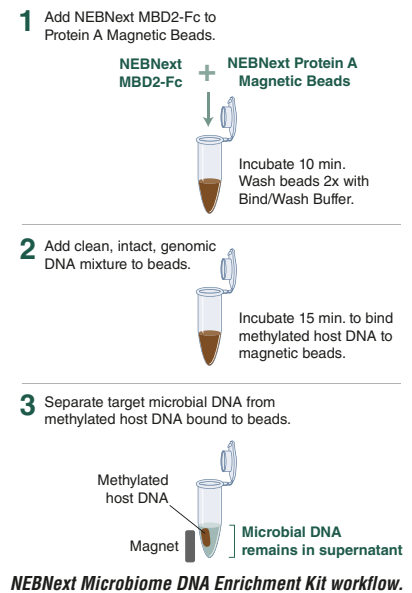 1 Add NEBNext MBD2-Fc to
Protein A Magnetic Beads.
NEBNext
MBD2-Fc
+
NEBNext Protein A
Magnetic Beads
Incubate 10 min.
Wash beads 2x with
Bind/Wash Buffer.
2 Add clean, intact, genomic
DNA mixture to beads.
Incubate 15 min. to bind
methylated host DNA to
magnetic beads.
3 Separate target microbial DNA from
methylated host DNA bound to beads.
Methylated
host DNA
Magnet
Microbial DNA
remains in supernatant
NEBNext Microbiome DNA Enrichment Kit workflow.